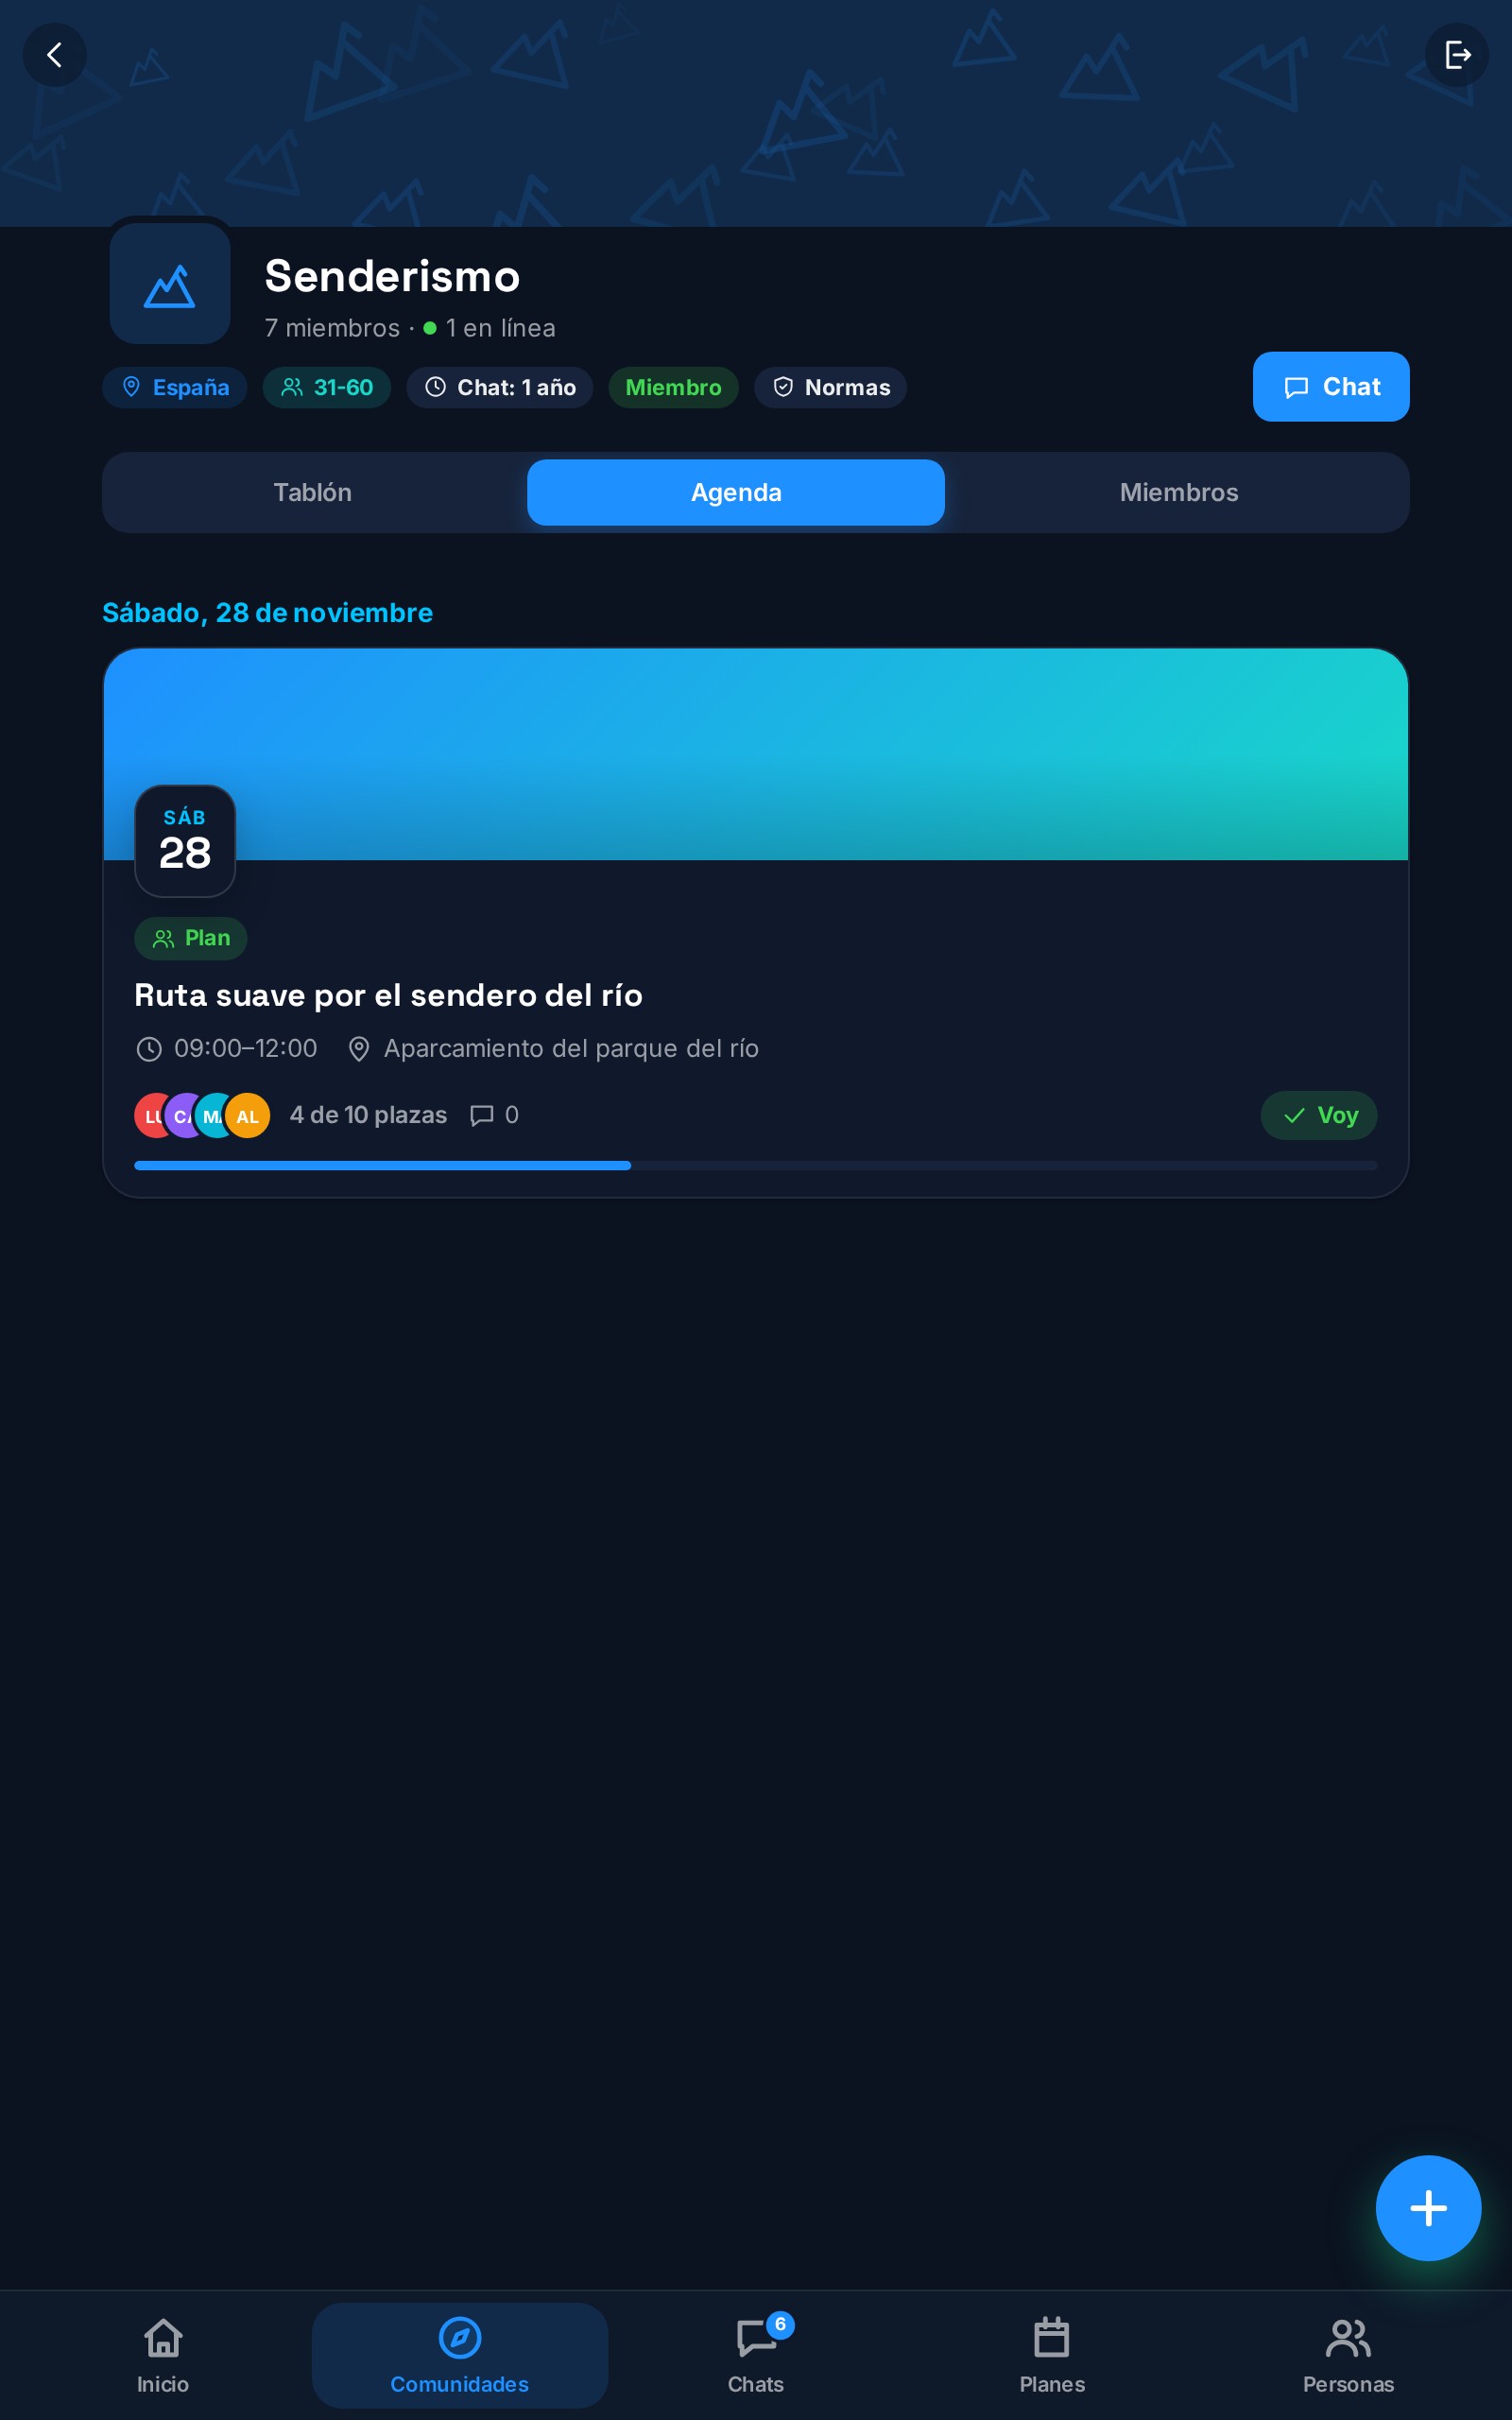 Senderismo
7 miembros · 1 en línea
España 31-60 Chat: 1 año Miembro Normas Chat
Tablón Agenda Miembros
Sábado, 28 de noviembre
SÁB
28
Plan
Ruta suave por el sendero del río
09:00–12:00 Aparcamiento del parque del río
AL 4 de 10 plazas 0 Voy
6
Inicio Comunidades Chats Planes Personas